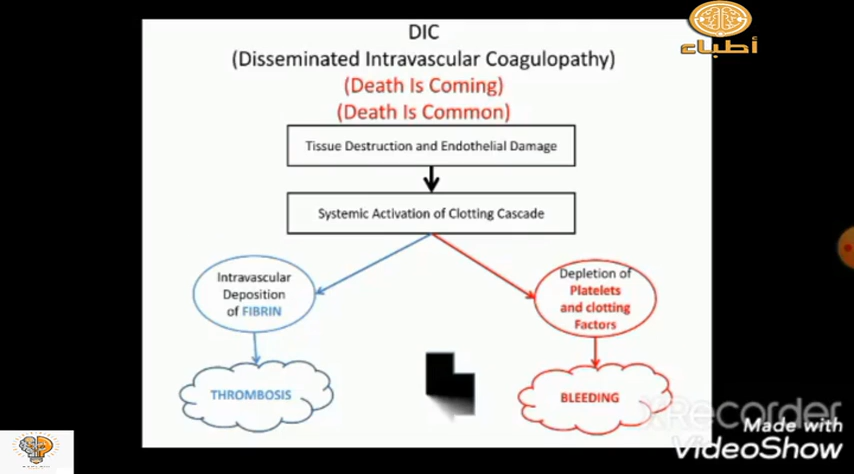 DIC
(Disseminated Intravascular Coagulopathy)
(Death Is Coming)
(Death Is Common)
أطباء
Tissue Destruction and Endothelial Damage
Systemic Activation of Clotting Cascade
Intravascular
Deposition
of FIBRIN
Depletion of
Platelets
and clotting
Factors
THROMBOSIS
BLEEDING
XRecorder
Made with
VideoShow